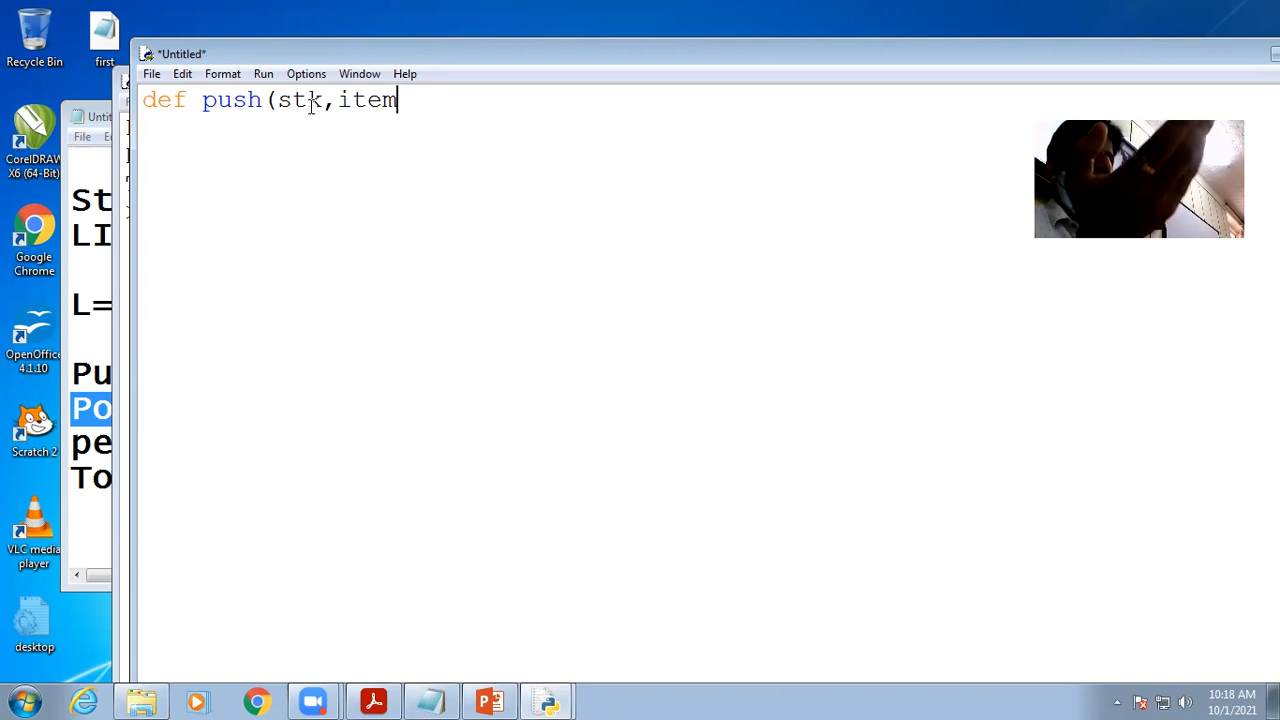 Recycle Bin
first
*Untitled*
File Edit Format Run Options Window Help
def push(stk,item
Untit
File
CorelDRAW X6 (64-Bit)
St
LI
Google Chrome
L=
OpenOffice 4.1.10
Pu
Po
pe
Scratch 2
To
VLC media player
desktop
10:18 AM
10/1/2021